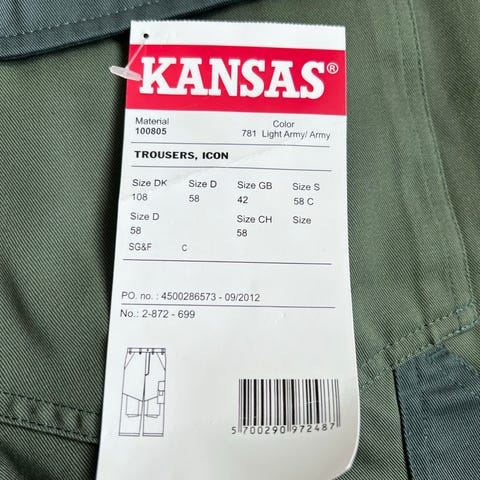 KANSAS®
Material Color
100805 781 Light Army/ Army
TROUSERS, ICON
Size DK Size D Size GB Size S
108 58 42 58 C
Size D Size CH Size
58 58
SG&F C
PO. no. : 4500286573 - 09/2012
No.: 2-872 - 699
5 700290 972487